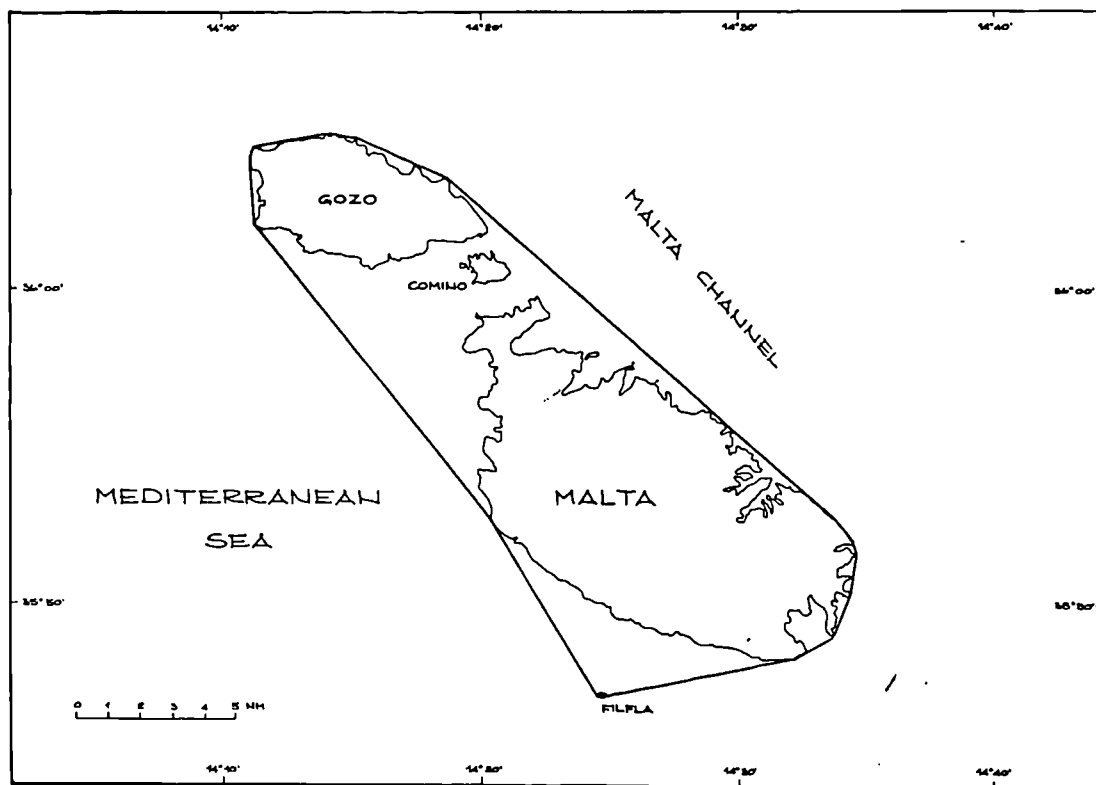 14°10' 14°20' 14°30' 14°40'
GOZO
MALTA CHANNEL
COMINO
36°00' 36°00'
MEDITERRANEAN
SEA
MALTA
35°50' 35°50'
0 1 2 3 4 5 NM
FILFLA
14°10' 14°20' 14°30' 14°40'